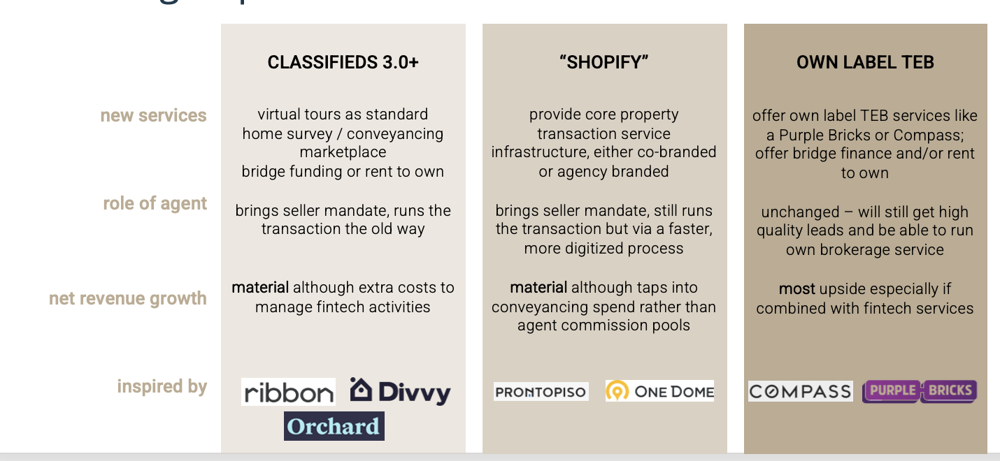 CLASSIFIEDS 3.0+
“SHOPIFY”
OWN LABEL TEB
new services
virtual tours as standard
home survey / conveyancing
marketplace
bridge funding or rent to own
provide core property
transaction service
infrastructure, either co-branded
or agency branded
offer own label TEB services like
a Purple Bricks or Compass;
offer bridge finance and/or rent
to own
role of agent
brings seller mandate, runs the
transaction the old way
brings seller mandate, still runs
the transaction but via a faster,
more digitized process
unchanged – will still get high
quality leads and be able to run
own brokerage service
net revenue growth
material although extra costs to
manage fintech activities
material although taps into
conveyancing spend rather than
agent commission pools
most upside especially if
combined with fintech services
inspired by
ribbon
Divvy
Orchard
PRONTOPISO
ONE DOME
COMPASS
PURPLE BRICKS